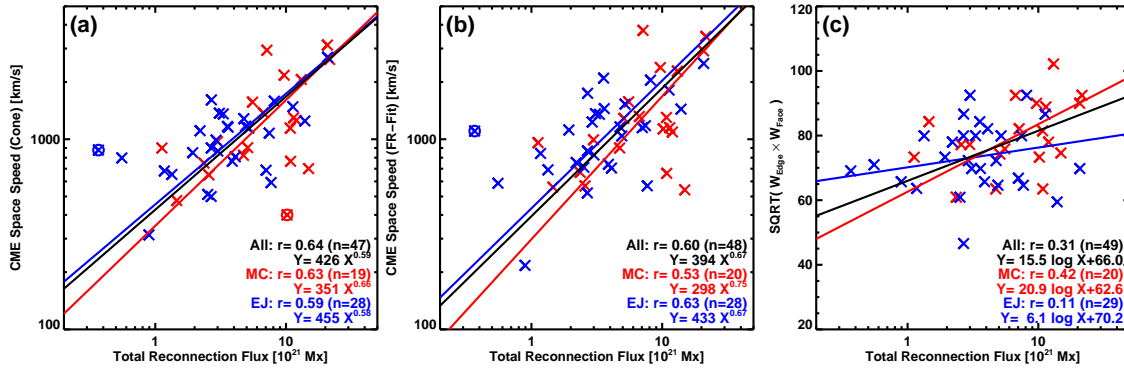 (a)
CME Space Speed (Cone) [km/s]
1000
100
1
10
Total Reconnection Flux [10^21 Mx]
All: r= 0.64 (n=47)
Y= 426 X^0.59
MC: r= 0.63 (n=19)
Y= 351 X^0.66
EJ: r= 0.59 (n=28)
Y= 455 X^0.58
(b)
CME Space Speed (FR-Fit) [km/s]
1000
100
1
10
Total Reconnection Flux [10^21 Mx]
All: r= 0.60 (n=48)
Y= 394 X^0.67
MC: r= 0.53 (n=20)
Y= 298 X^0.75
EJ: r= 0.63 (n=28)
Y= 433 X^0.67
(c)
SQRT( W_Edge × W_Face)
120
100
80
60
40
20
1
10
Total Reconnection Flux [10^21 Mx]
All: r= 0.31 (n=49)
Y= 15.5 log X+66.0
MC: r= 0.42 (n=20)
Y= 20.9 log X+62.6
EJ: r= 0.11 (n=29)
Y= 6.1 log X+70.2